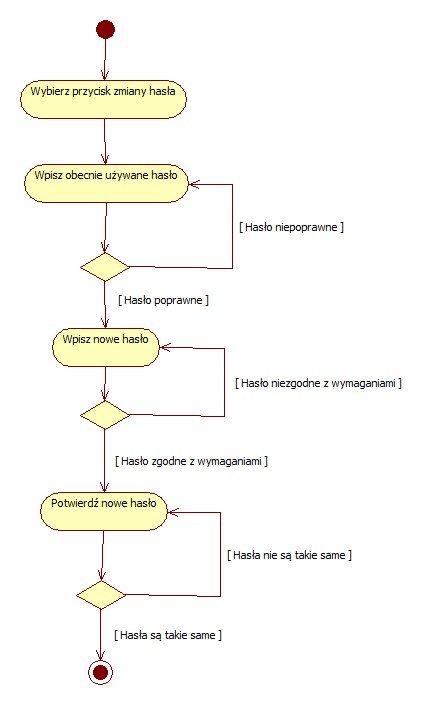 Wybierz przycisk zmiany hasła
Wpisz obecnie używane hasło
[ Hasło niepoprawne ]
[ Hasło poprawne ]
Wpisz nowe hasło
[ Hasło niezgodne z wymaganiami ]
[ Hasło zgodne z wymaganiami ]
Potwierdź nowe hasło
[ Hasła nie są takie same ]
[ Hasła są takie same ]